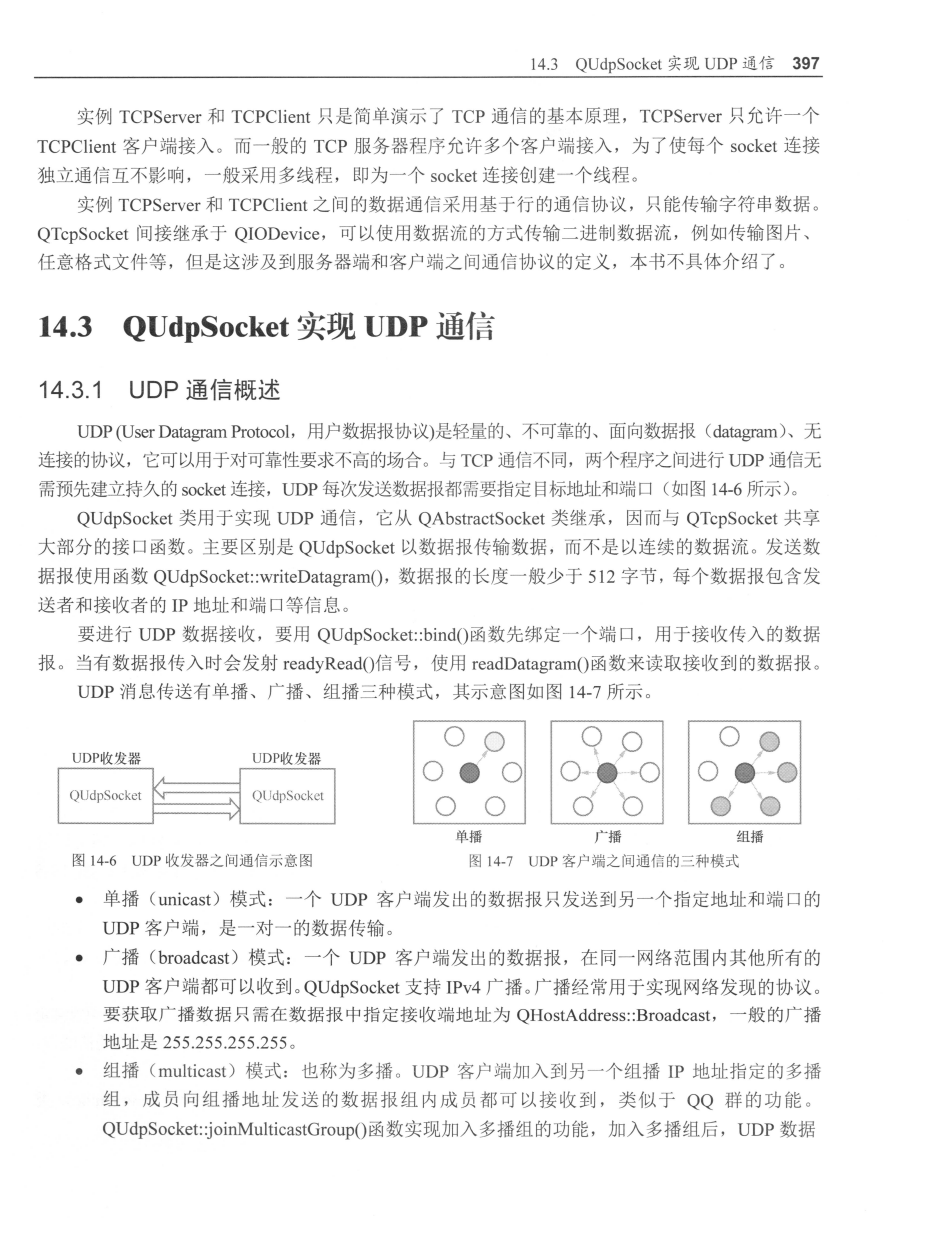 14.3 QUdpSocket 实现 UDP 通信 397
实例 TCPServer 和 TCPClient 只是简单演示了 TCP 通信的基本原理，TCPServer 只允许一个
TCPClient 客户端接入。而一般的 TCP 服务器程序允许多个客户端接入，为了使每个 socket 连接
独立通信互不影响，一般采用多线程，即为一个 socket 连接创建一个线程。
实例 TCPServer 和 TCPClient 之间的数据通信采用基于行的通信协议，只能传输字符串数据。
QTcpSocket 间接继承于 QIODevice，可以使用数据流的方式传输二进制数据流，例如传输图片、
任意格式文件等，但是这涉及到服务器端和客户端之间通信协议的定义，本书不具体介绍了。
14.3 QUdpSocket 实现 UDP 通信
14.3.1 UDP 通信概述
UDP (User Datagram Protocol，用户数据报协议)是轻量的、不可靠的、面向数据报（datagram）、无
连接的协议，它可以用于对可靠性要求不高的场合。与 TCP 通信不同，两个程序之间进行 UDP 通信无
需预先建立持久的 socket 连接，UDP 每次发送数据报都需要指定目标地址和端口（如图 14-6 所示）。
QUdpSocket 类用于实现 UDP 通信，它从 QAbstractSocket 类继承，因而与 QTcpSocket 共享
大部分的接口函数。主要区别是 QUdpSocket 以数据报传输数据，而不是以连续的数据流。发送数
据报使用函数 QUdpSocket::writeDatagram()，数据报的长度一般少于 512 字节，每个数据报包含发
送者和接收者的 IP 地址和端口等信息。
要进行 UDP 数据接收，要用 QUdpSocket::bind()函数先绑定一个端口，用于接收传入的数据
报。当有数据报传入时会发射 readyRead()信号，使用 readDatagram()函数来读取接收到的数据报。
UDP 消息传送有单播、广播、组播三种模式，其示意图如图 14-7 所示。
UDP收发器 UDP收发器
QUdpSocket QUdpSocket
单播 广播 组播
图 14-6 UDP 收发器之间通信示意图
图 14-7 UDP 客户端之间通信的三种模式
• 单播（unicast）模式：一个 UDP 客户端发出的数据报只发送到另一个指定地址和端口的
UDP 客户端，是一对一的数据传输。
• 广播（broadcast）模式：一个 UDP 客户端发出的数据报，在同一网络范围内其他所有的
UDP 客户端都可以收到。QUdpSocket 支持 IPv4 广播。广播经常用于实现网络发现的协议。
要获取广播数据只需在数据报中指定接收端地址为 QHostAddress::Broadcast，一般的广播
地址是 255.255.255.255。
• 组播（multicast）模式：也称为多播。UDP 客户端加入到另一个组播 IP 地址指定的多播
组，成员向组播地址发送的数据报组内成员都可以接收到，类似于 QQ 群的功能。
QUdpSocket::joinMulticastGroup()函数实现加入多播组的功能，加入多播组后，UDP 数据